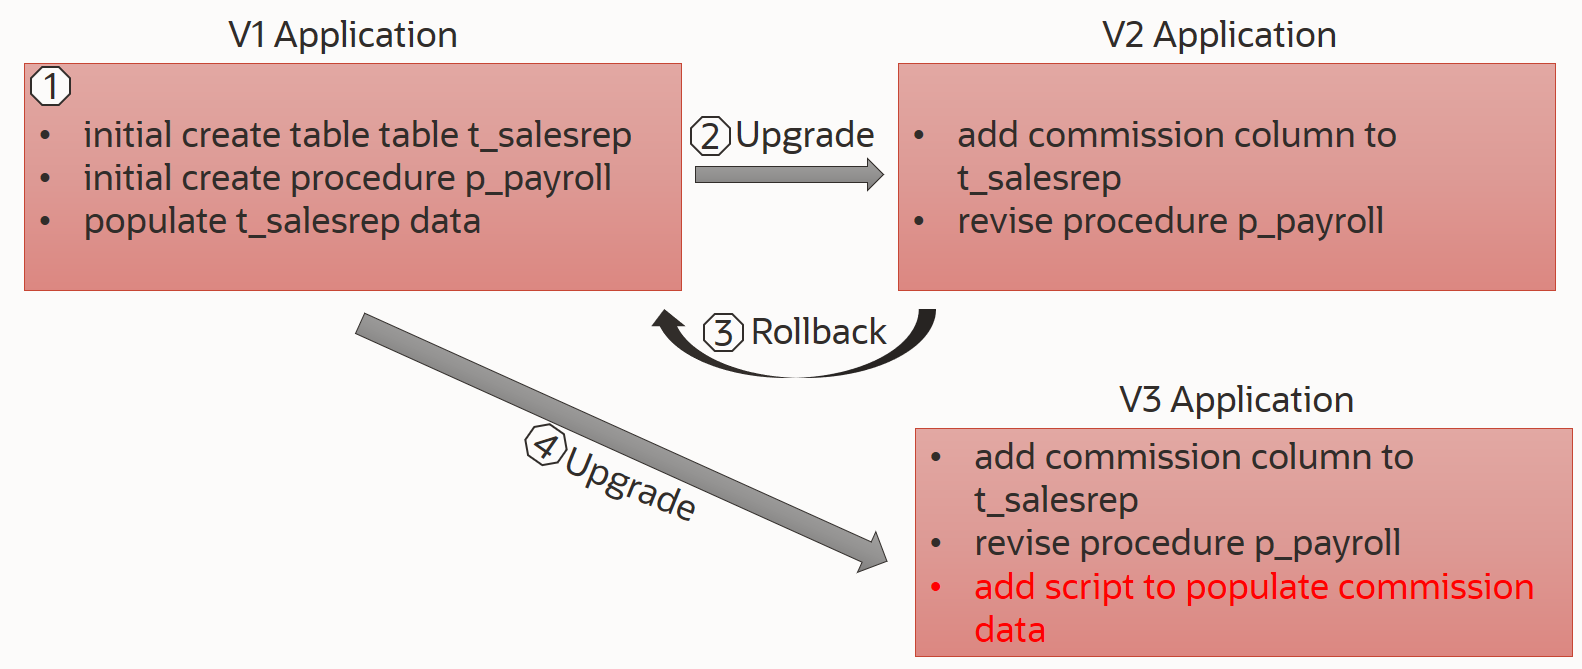 V1 Application
1
• initial create table table t_salesrep
• initial create procedure p_payroll
• populate t_salesrep data
2 Upgrade
V2 Application
• add commission column to
t_salesrep
• revise procedure p_payroll
3 Rollback
4 Upgrade
V3 Application
• add commission column to
t_salesrep
• revise procedure p_payroll
• add script to populate commission
data